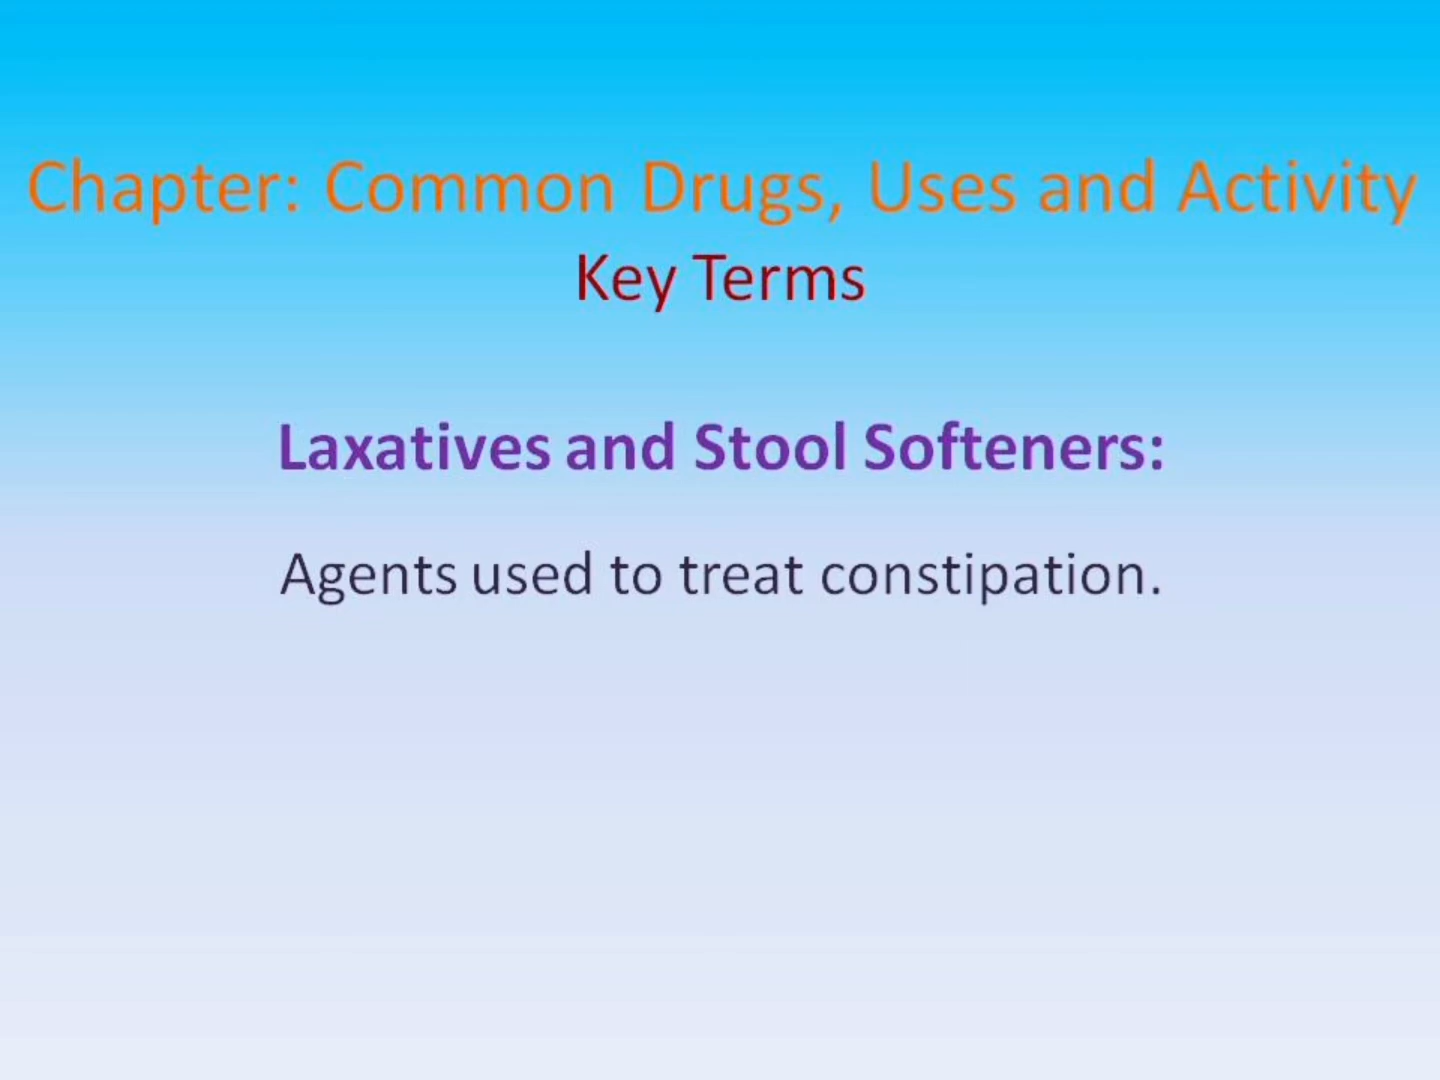 Chapter: Common Drugs, Uses and Activity
Key Terms
Laxatives and Stool Softeners:
Agents used to treat constipation.